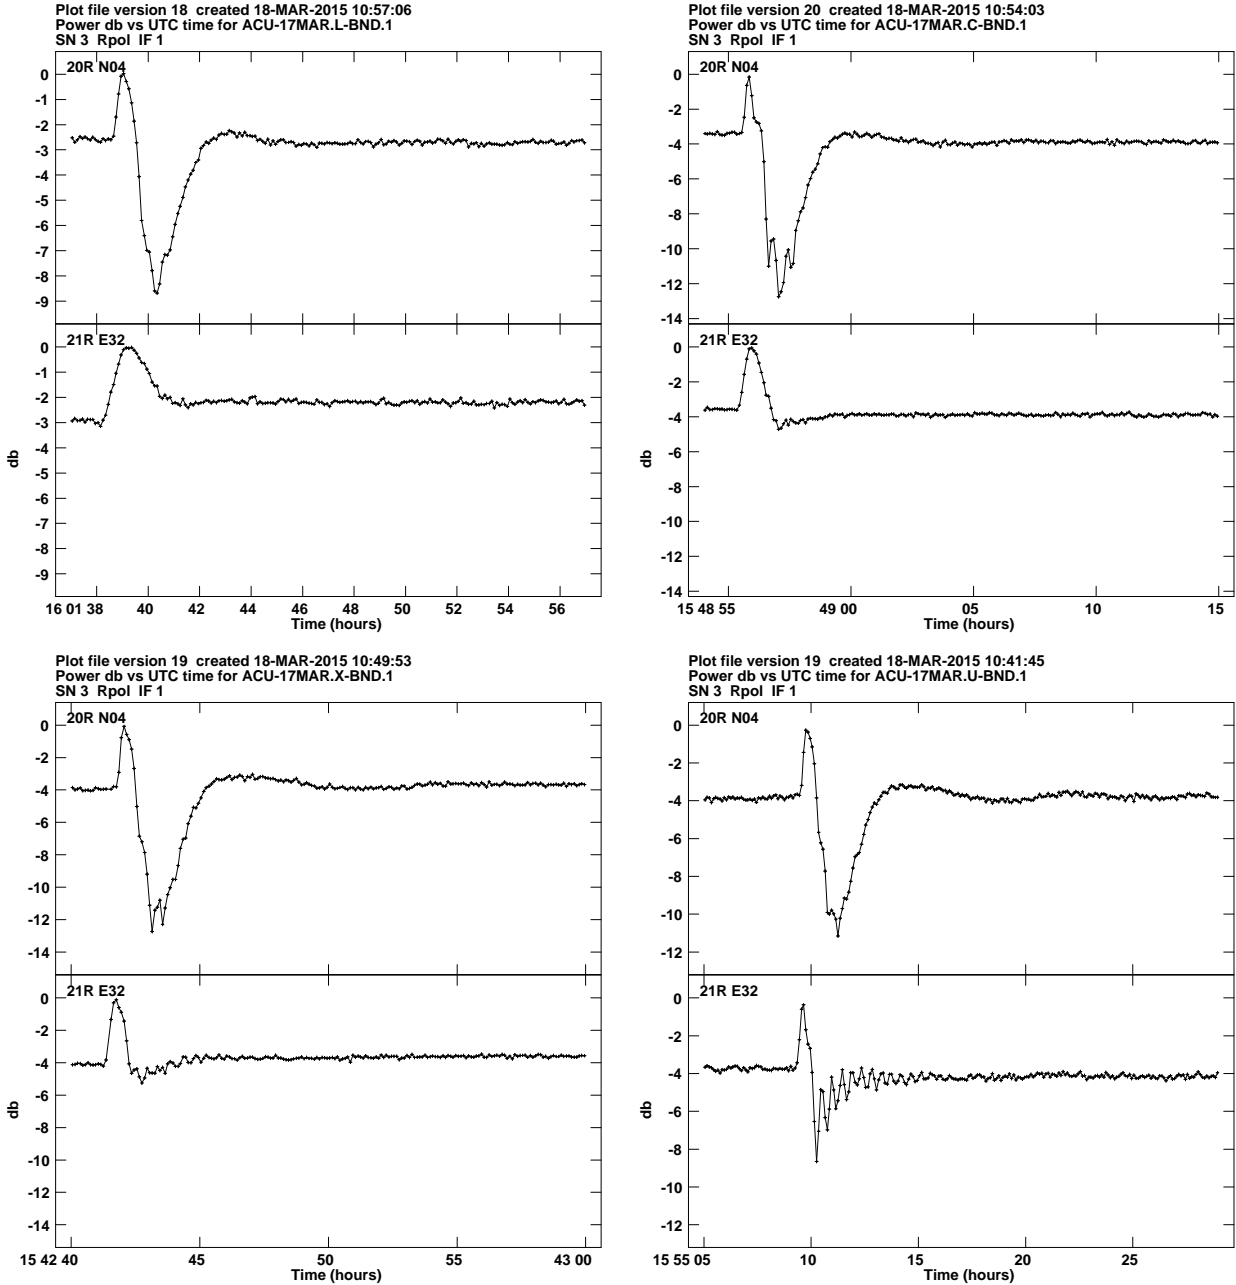 Plot file version 18  created 18-MAR-2015 10:57:06
Power db vs UTC time for ACU-17MAR.L-BND.1
SN 3  Rpol  IF 1
20R N04
0
-1
-2
-3
-4
-5
-6
-7
-8
-9
21R E32
0
-1
-2
-3
-4
-5
-6
-7
-8
-9
db
16 01 38 40 42 44 46 48 50 52 54 56
Time (hours)
Plot file version 20  created 18-MAR-2015 10:54:03
Power db vs UTC time for ACU-17MAR.C-BND.1
SN 3  Rpol  IF 1
20R N04
0
-2
-4
-6
-8
-10
-12
-14
21R E32
0
-2
-4
-6
-8
-10
-12
-14
db
15 48 55 49 00 05 10 15
Time (hours)
Plot file version 19  created 18-MAR-2015 10:49:53
Power db vs UTC time for ACU-17MAR.X-BND.1
SN 3  Rpol  IF 1
20R N04
0
-2
-4
-6
-8
-10
-12
-14
21R E32
0
-2
-4
-6
-8
-10
-12
-14
db
15 42 40 45 50 55 43 00
Time (hours)
Plot file version 19  created 18-MAR-2015 10:41:45
Power db vs UTC time for ACU-17MAR.U-BND.1
SN 3  Rpol  IF 1
20R N04
0
-2
-4
-6
-8
-10
-12
21R E32
0
-2
-4
-6
-8
-10
-12
db
15 55 05 10 15 20 25
Time (hours)